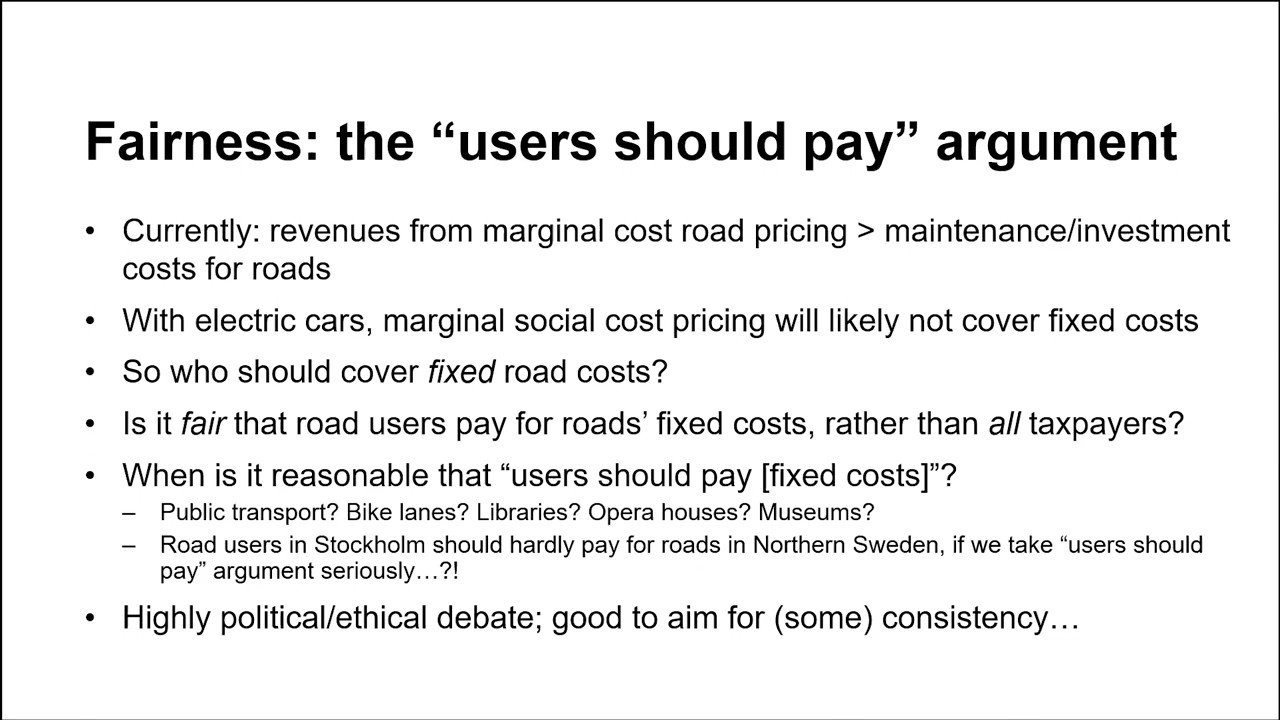 Fairness: the “users should pay” argument
• Currently: revenues from marginal cost road pricing > maintenance/investment
costs for roads
• With electric cars, marginal social cost pricing will likely not cover fixed costs
• So who should cover fixed road costs?
• Is it fair that road users pay for roads’ fixed costs, rather than all taxpayers?
• When is it reasonable that “users should pay [fixed costs]”?
– Public transport? Bike lanes? Libraries? Opera houses? Museums?
– Road users in Stockholm should hardly pay for roads in Northern Sweden, if we take “users should
pay” argument seriously…?!
• Highly political/ethical debate; good to aim for (some) consistency…